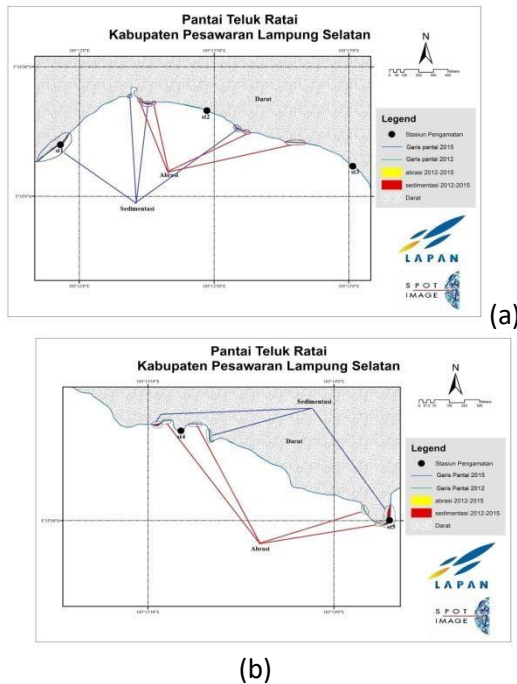 Pantai Teluk Ratai
Kabupaten Pesawaran Lampung Selatan
N
Darat
st2
st1
st3
Abrasi
Sedimentasi
Legend
Stasiun Pengamatan
Garis pantai 2015
Garis pantai 2012
abrasi 2012-2015
sedimentasi 2012-2015
Darat
LAPAN
SPOT
IMAGE
(a)
Pantai Teluk Ratai
Kabupaten Pesawaran Lampung Selatan
N
Sedimentasi
st4
Darat
st5
Abrasi
Legend
Stasiun Pengamatan
Garis Pantai 2015
Garis Pantai 2012
abrasi 2012-2015
sedimentasi 2012-2015
Darat
LAPAN
SPOT
IMAGE
(b)